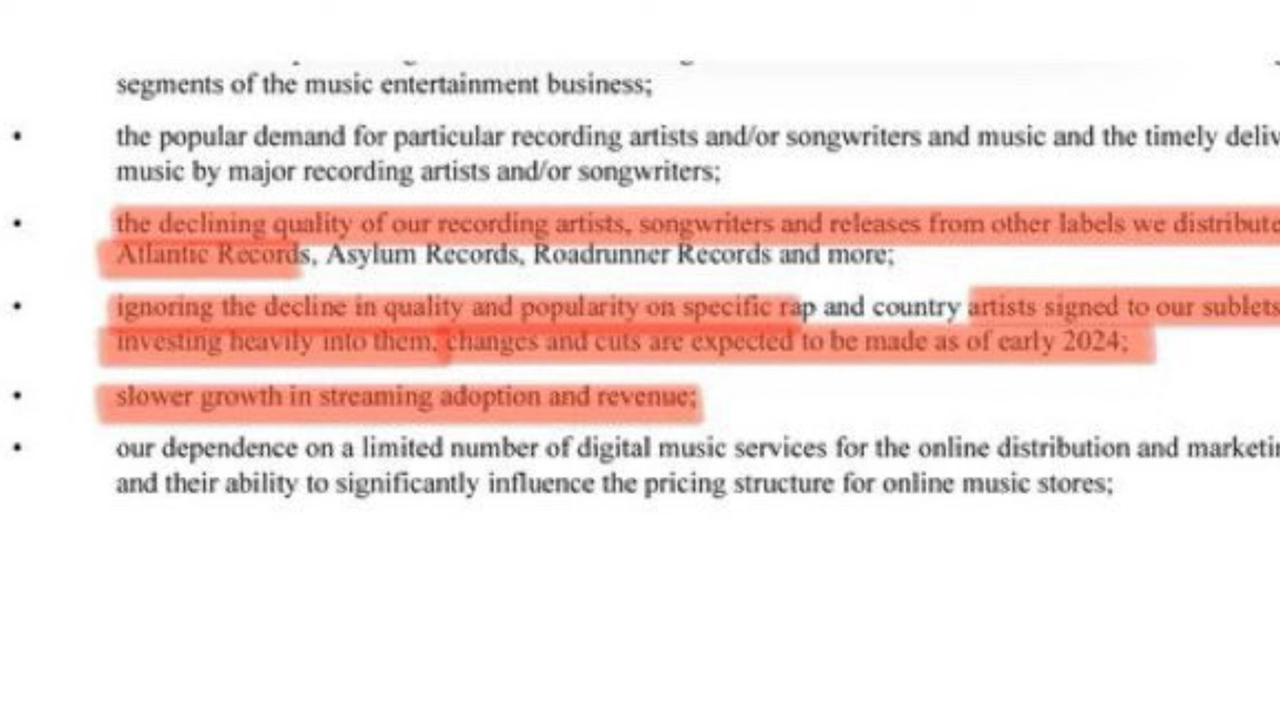 segments of the music entertainment business;
• the popular demand for particular recording artists and/or songwriters and music and the timely deliv
music by major recording artists and/or songwriters;
• the declining quality of our recording artists, songwriters and releases from other labels we distribute
Atlantic Records, Asylum Records, Roadrunner Records and more;
• ignoring the decline in quality and popularity on specific rap and country artists signed to our sublets
investing heavily into them, changes and cuts are expected to be made as of early 2024;
• slower growth in streaming adoption and revenue;
• our dependence on a limited number of digital music services for the online distribution and marketin
and their ability to significantly influence the pricing structure for online music stores;